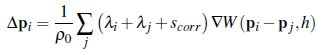 Δp_i = \frac{1}{ρ_0} \sum_j (λ_i + λ_j + s_{corr}) ∇W (p_i − p_j, h)